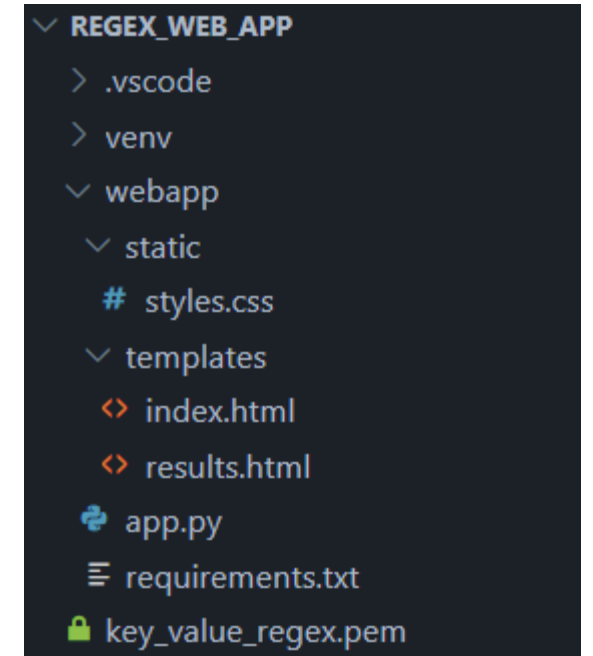 REGEX_WEB_APP
.vscode
venv
webapp
static
# styles.css
templates
<> index.html
<> results.html
app.py
requirements.txt
key_value_regex.pem